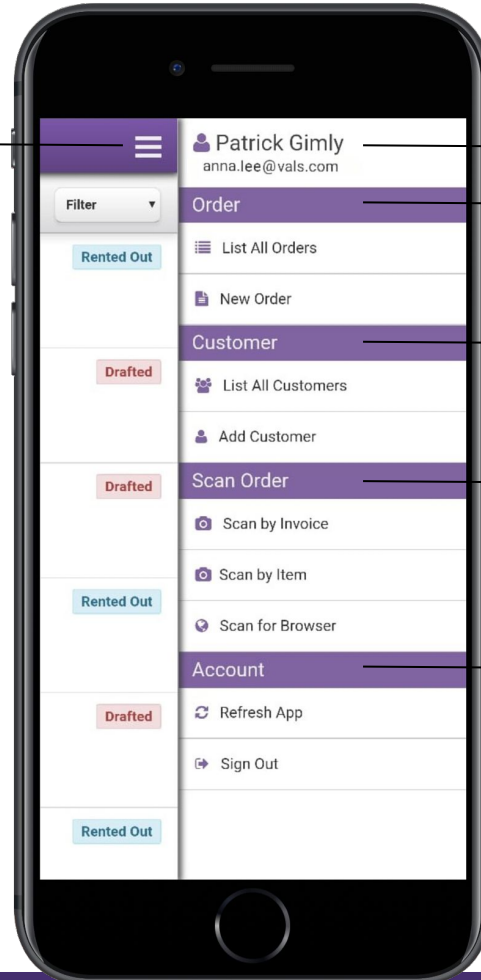 Filter
Rented Out
Drafted
Drafted
Rented Out
Drafted
Rented Out
Patrick Gimly
anna.lee@vals.com
Order
List All Orders
New Order
Customer
List All Customers
Add Customer
Scan Order
Scan by Invoice
Scan by Item
Scan for Browser
Account
Refresh App
Sign Out